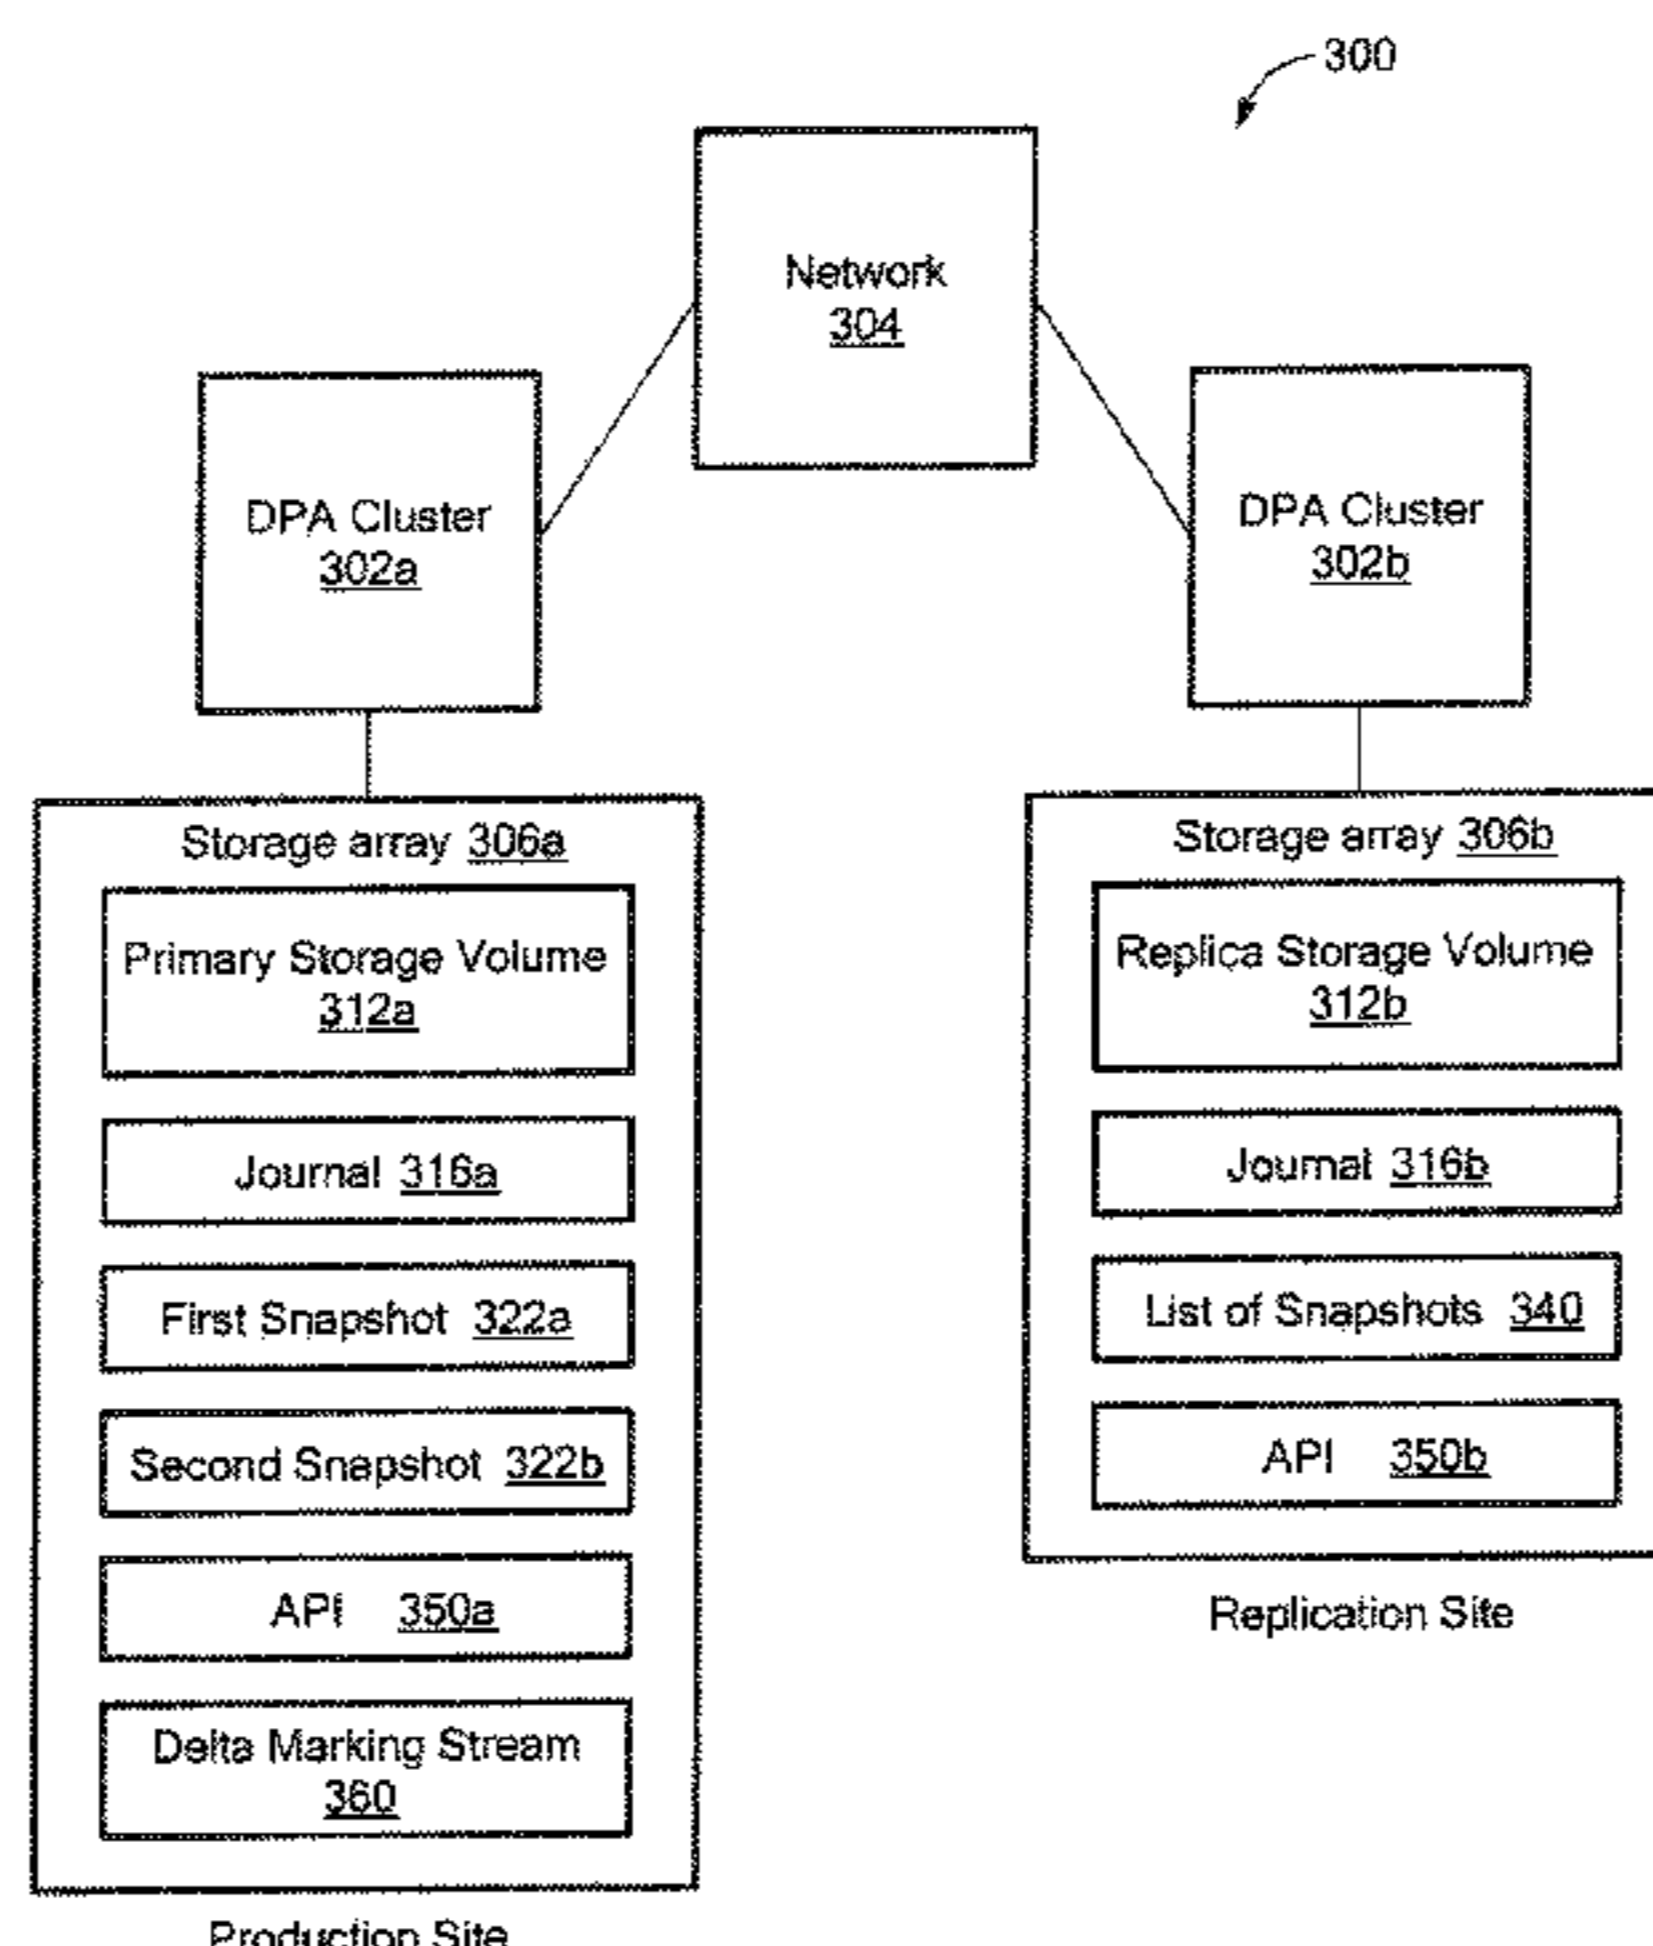 300
Network
304
DPA Cluster
302a
DPA Cluster
302b
Storage array 306a
Primary Storage Volume
312a
Journal 316a
First Snapshot 322a
Second Snapshot 322b
API 350a
Delta Marking Stream
360
Production Site
Storage array 306b
Replica Storage Volume
312b
Journal 316b
List of Snapshots 340
API 350b
Replication Site